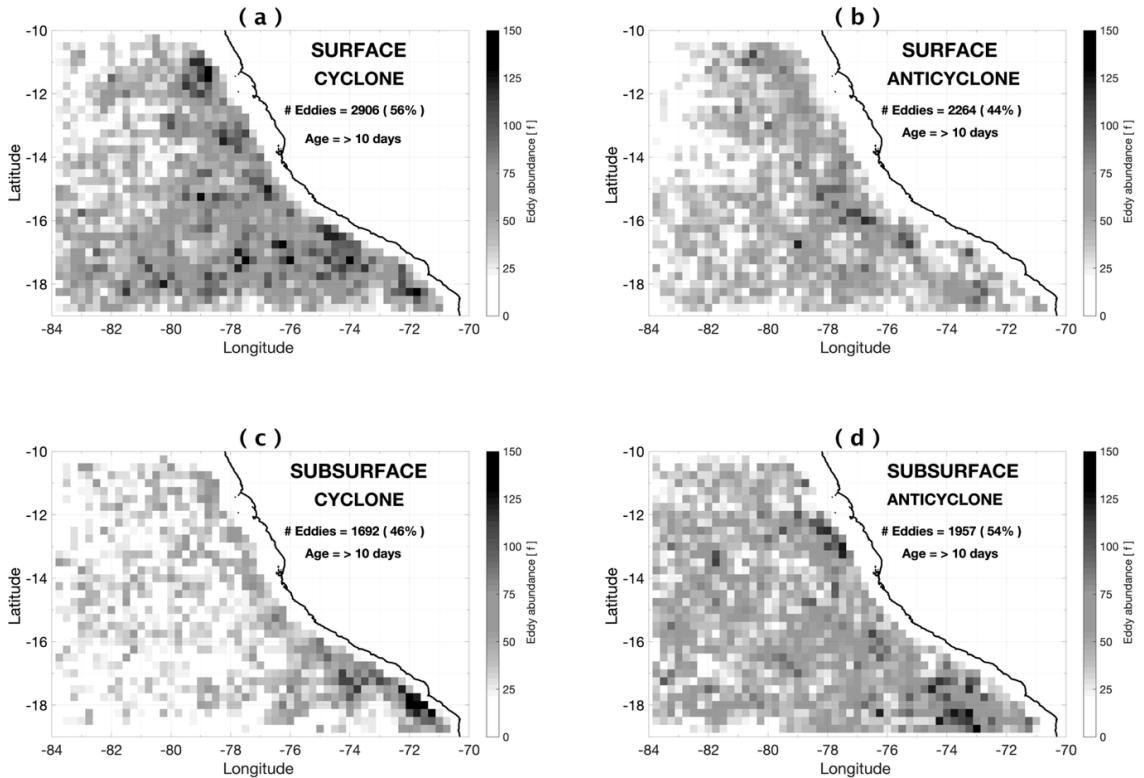 ( a )
SURFACE
CYCLONE
# Eddies = 2906 ( 56% )
Age = > 10 days
-10
-12
-14
-16
-18
Latitude
-84 -82 -80 -78 -76 -74 -72 -70
Longitude
150
125
100
75
50
25
0
Eddy abundance [ f ]
( b )
SURFACE
ANTICYCLONE
# Eddies = 2264 ( 44% )
Age = > 10 days
-10
-12
-14
-16
-18
Latitude
-84 -82 -80 -78 -76 -74 -72 -70
Longitude
150
125
100
75
50
25
0
Eddy abundance [ f ]
( c )
SUBSURFACE
CYCLONE
# Eddies = 1692 ( 46% )
Age = > 10 days
-10
-12
-14
-16
-18
Latitude
-84 -82 -80 -78 -76 -74 -72 -70
Longitude
150
125
100
75
50
25
0
Eddy abundance [ f ]
( d )
SUBSURFACE
ANTICYCLONE
# Eddies = 1957 ( 54% )
Age = > 10 days
-10
-12
-14
-16
-18
Latitude
-84 -82 -80 -78 -76 -74 -72 -70
Longitude
150
125
100
75
50
25
0
Eddy abundance [ f ]